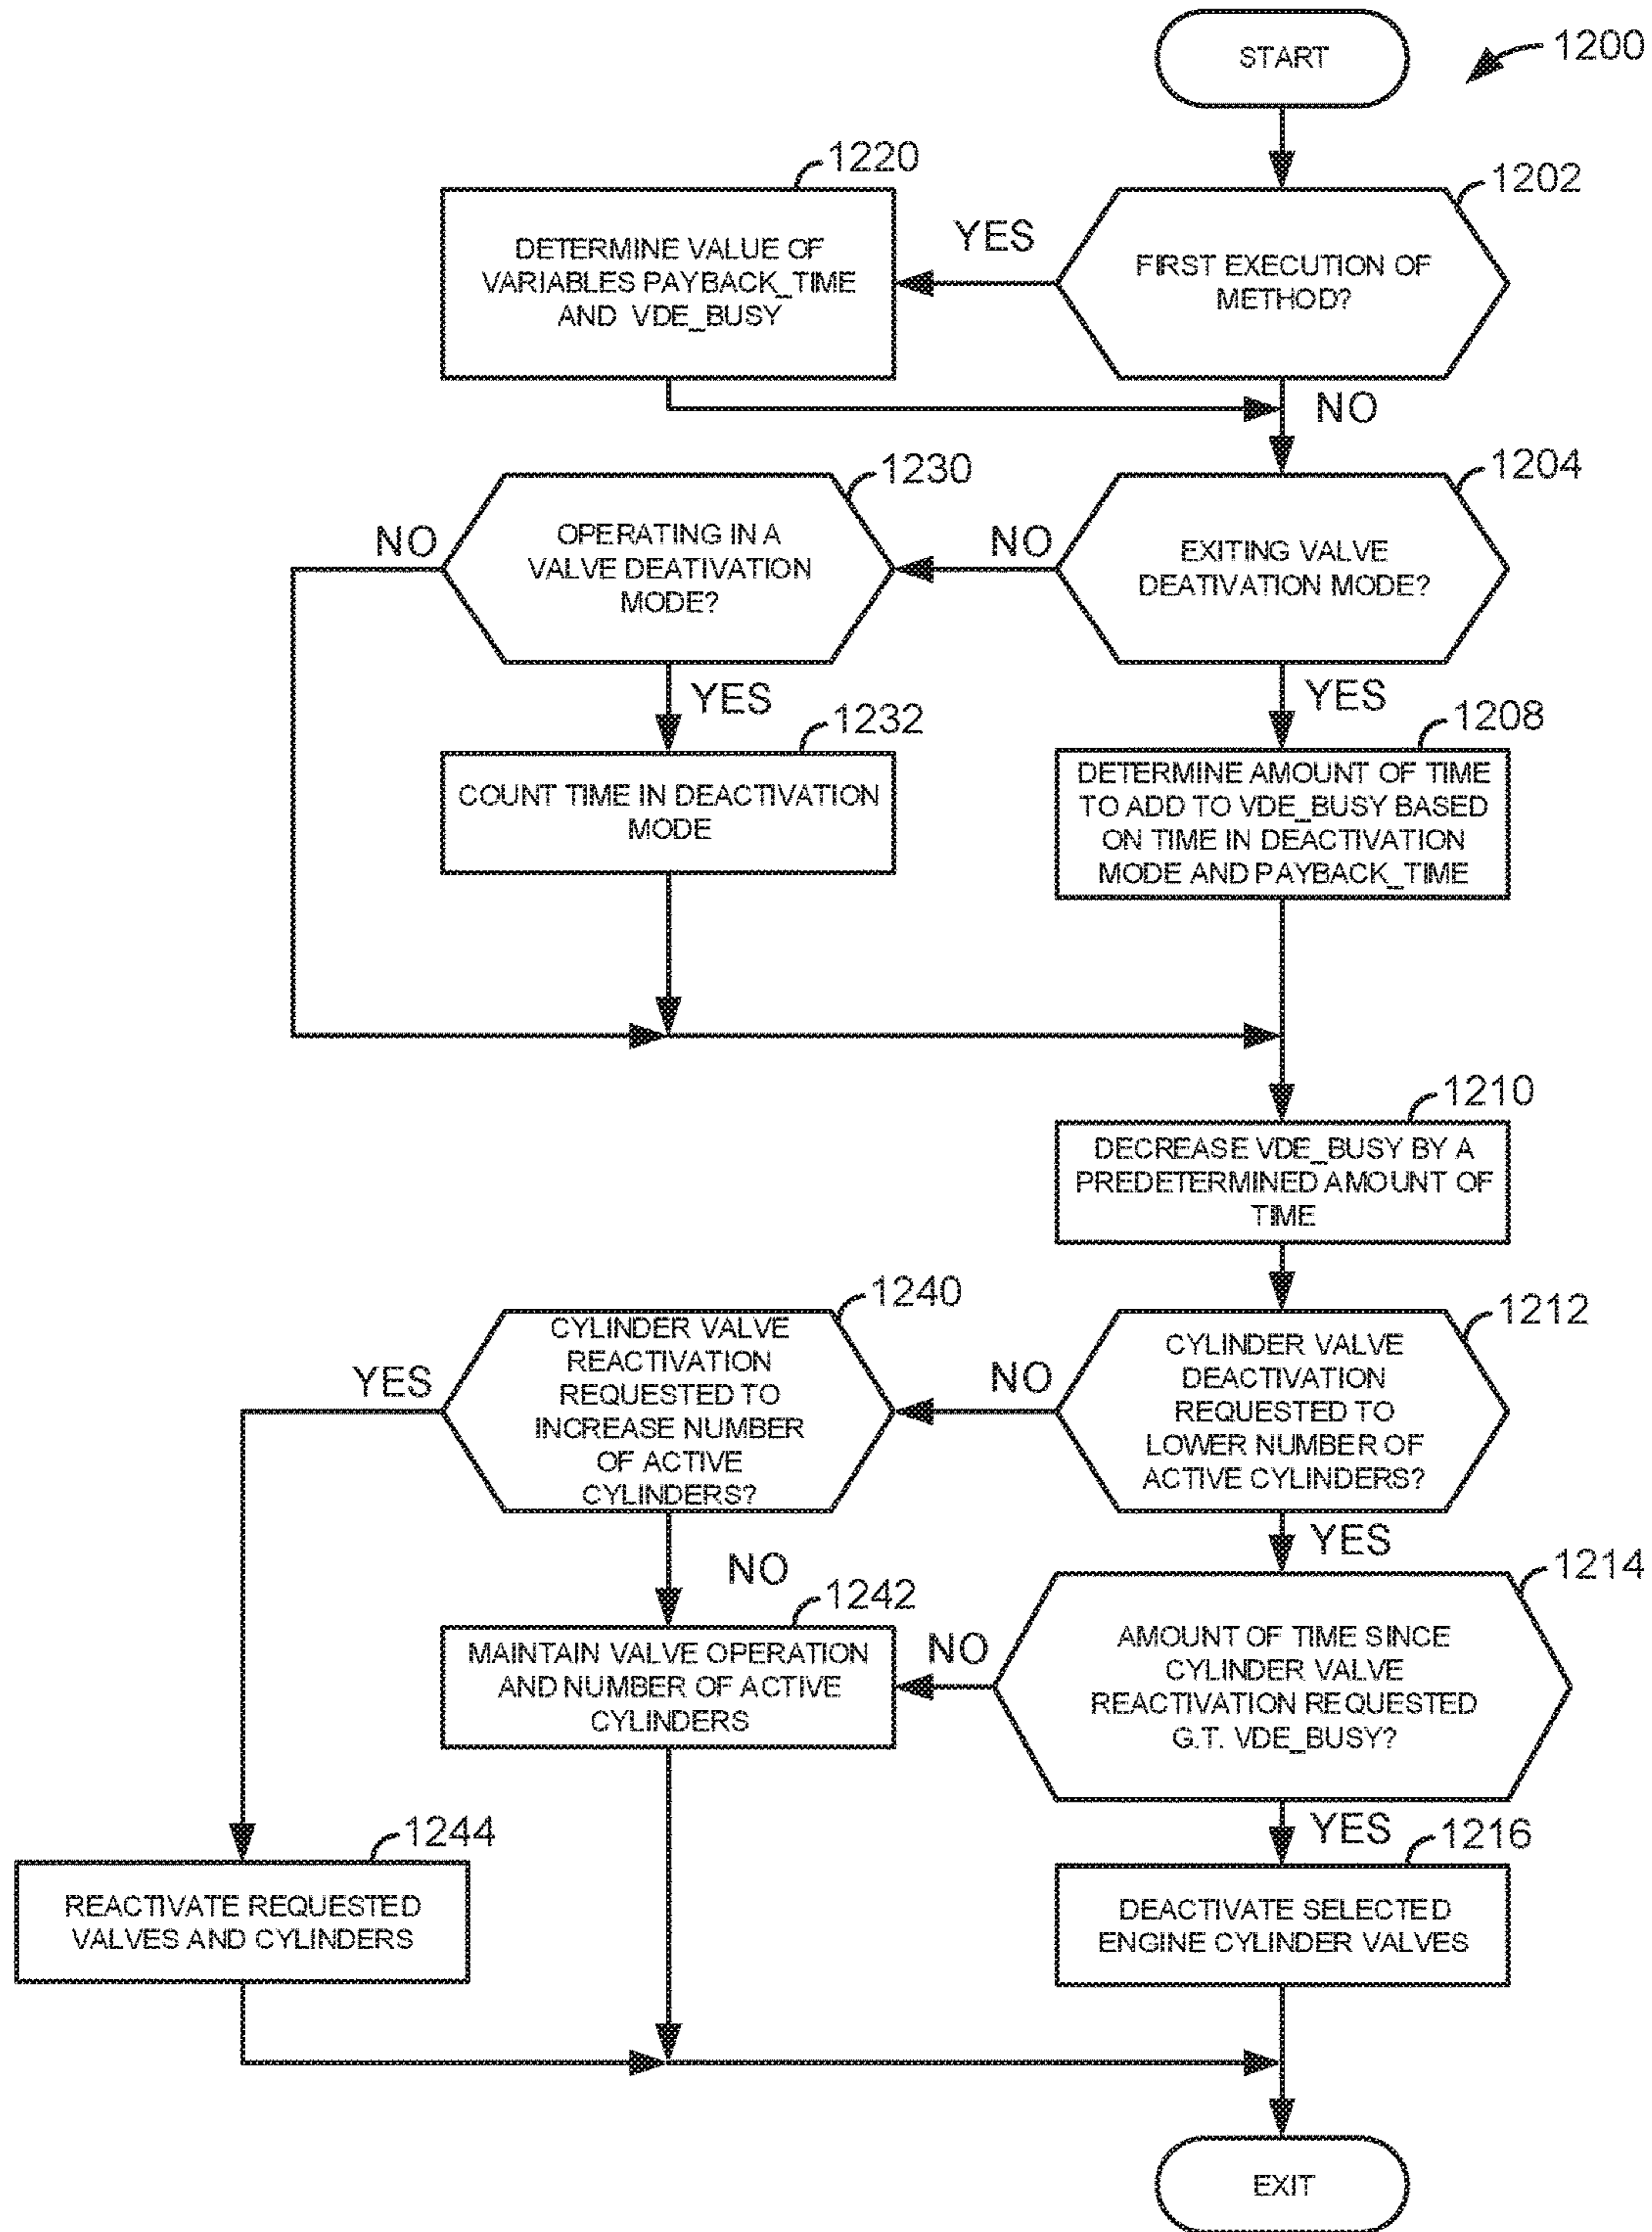 START
1200
1220
1202
DETERMINE VALUE OF
VARIABLES PAYBACK_TIME
AND VDE_BUSY
YES
FIRST EXECUTION OF
METHOD?
NO
1230
1204
NO
OPERATING IN A
VALVE DEATIVATION
MODE?
NO
EXITING VALVE
DEATIVATION MODE?
YES
YES
1232
1208
COUNT TIME IN DEACTIVATION
MODE
DETERMINE AMOUNT OF TIME
TO ADD TO VDE_BUSY BASED
ON TIME IN DEACTIVATION
MODE AND PAYBACK_TIME
1210
DECREASE VDE_BUSY BY A
PREDETERMINED AMOUNT OF
TIME
1240
1212
YES
CYLINDER VALVE
REACTIVATION
REQUESTED TO
INCREASE NUMBER
OF ACTIVE
CYLINDERS?
NO
CYLINDER VALVE
DEACTIVATION
REQUESTED TO
LOWER NUMBER OF
ACTIVE CYLINDERS?
YES
NO
1214
1242
MAINTAIN VALVE OPERATION
AND NUMBER OF ACTIVE
CYLINDERS
NO
AMOUNT OF TIME SINCE
CYLINDER VALVE
REACTIVATION REQUESTED
G.T. VDE_BUSY?
YES
1244
1216
REACTIVATE REQUESTED
VALVES AND CYLINDERS
DEACTIVATE SELECTED
ENGINE CYLINDER VALVES
EXIT